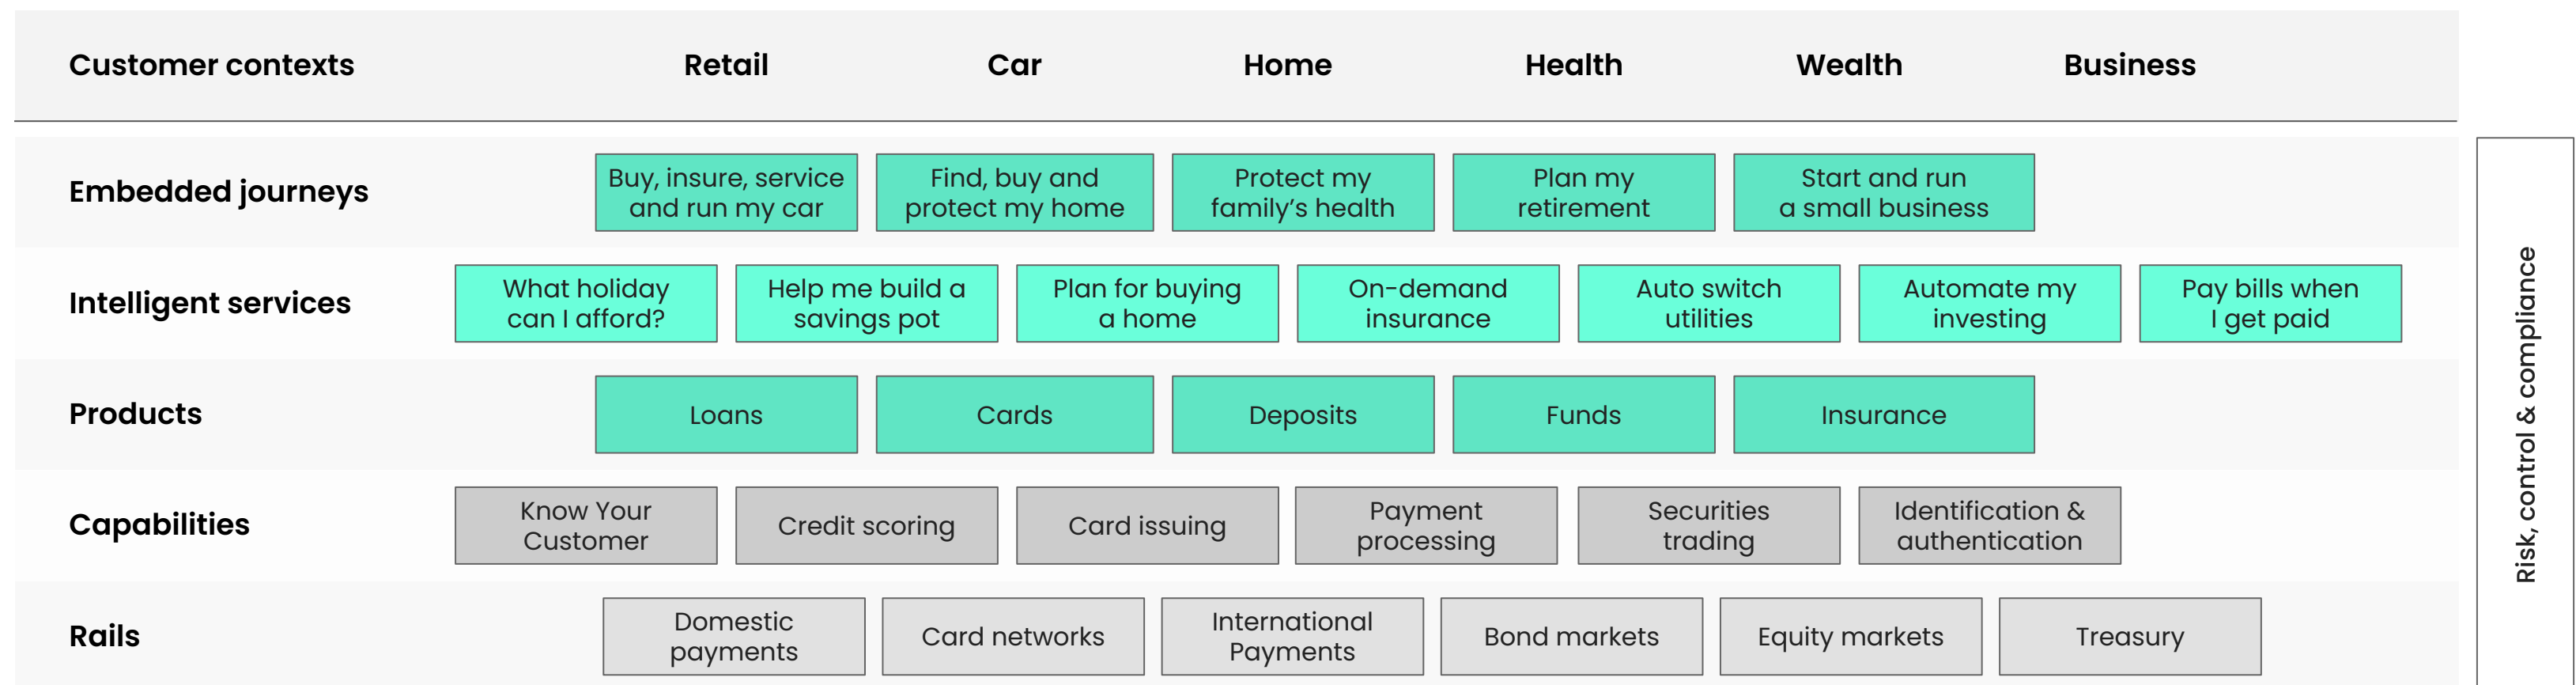 Customer contexts
Retail
Car
Home
Health
Wealth
Business
Embedded journeys
Buy, insure, service
and run my car
Find, buy and
protect my home
Protect my
family’s health
Plan my
retirement
Start and run
a small business
Intelligent services
What holiday
can I afford?
Help me build a
savings pot
Plan for buying
a home
On-demand
insurance
Auto switch
utilities
Automate my
investing
Pay bills when
I get paid
Products
Loans
Cards
Deposits
Funds
Insurance
Capabilities
Know Your
Customer
Credit scoring
Card issuing
Payment
processing
Securities
trading
Identification &
authentication
Rails
Domestic
payments
Card networks
International
Payments
Bond markets
Equity markets
Treasury
Risk, control & compliance